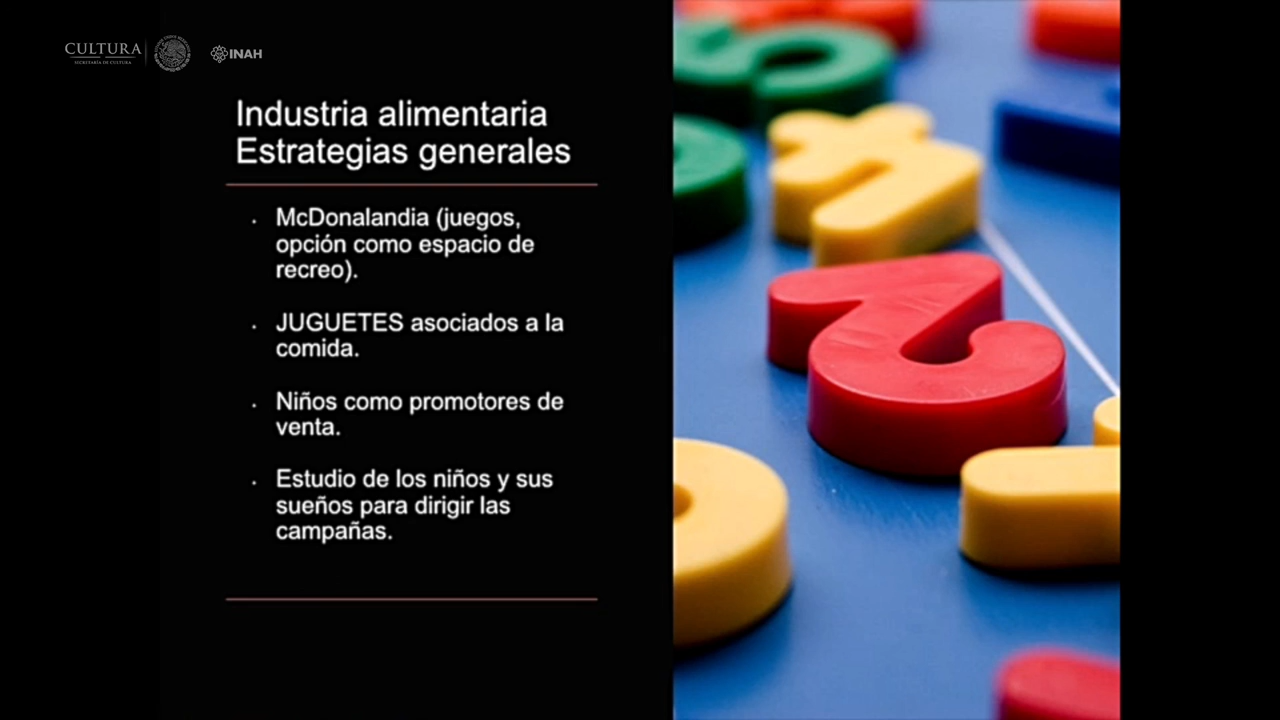 CULTURA
SECRETARÍA DE CULTURA
INAH
Industria alimentaria
Estrategias generales
McDonalandia (juegos,
opción como espacio de
recreo).
JUGUETES asociados a la
comida.
Niños como promotores de
venta.
Estudio de los niños y sus
sueños para dirigir las
campañas.